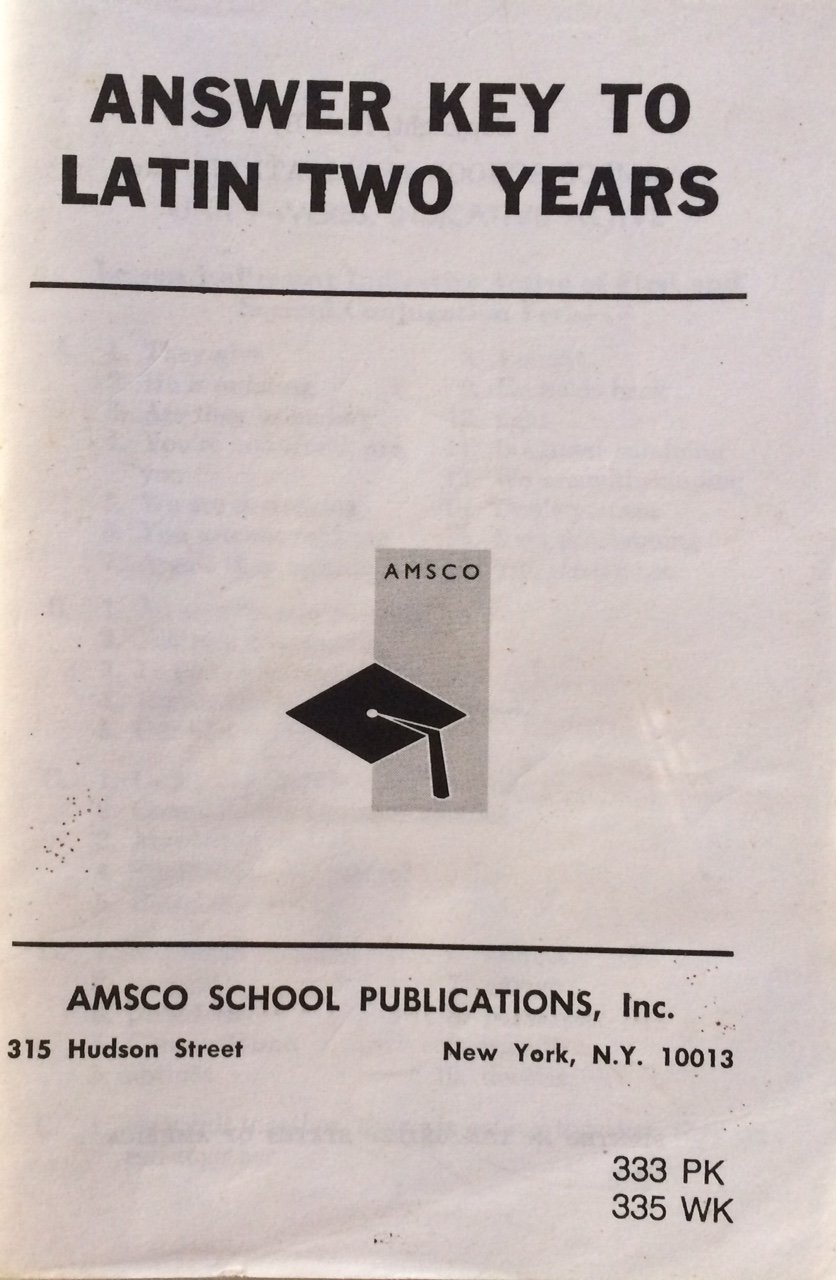 ANSWER KEY TO
LATIN TWO YEARS
AMSCO
AMSCO SCHOOL PUBLICATIONS, Inc.
315 Hudson Street New York, N.Y. 10013
333 PK
335 WK